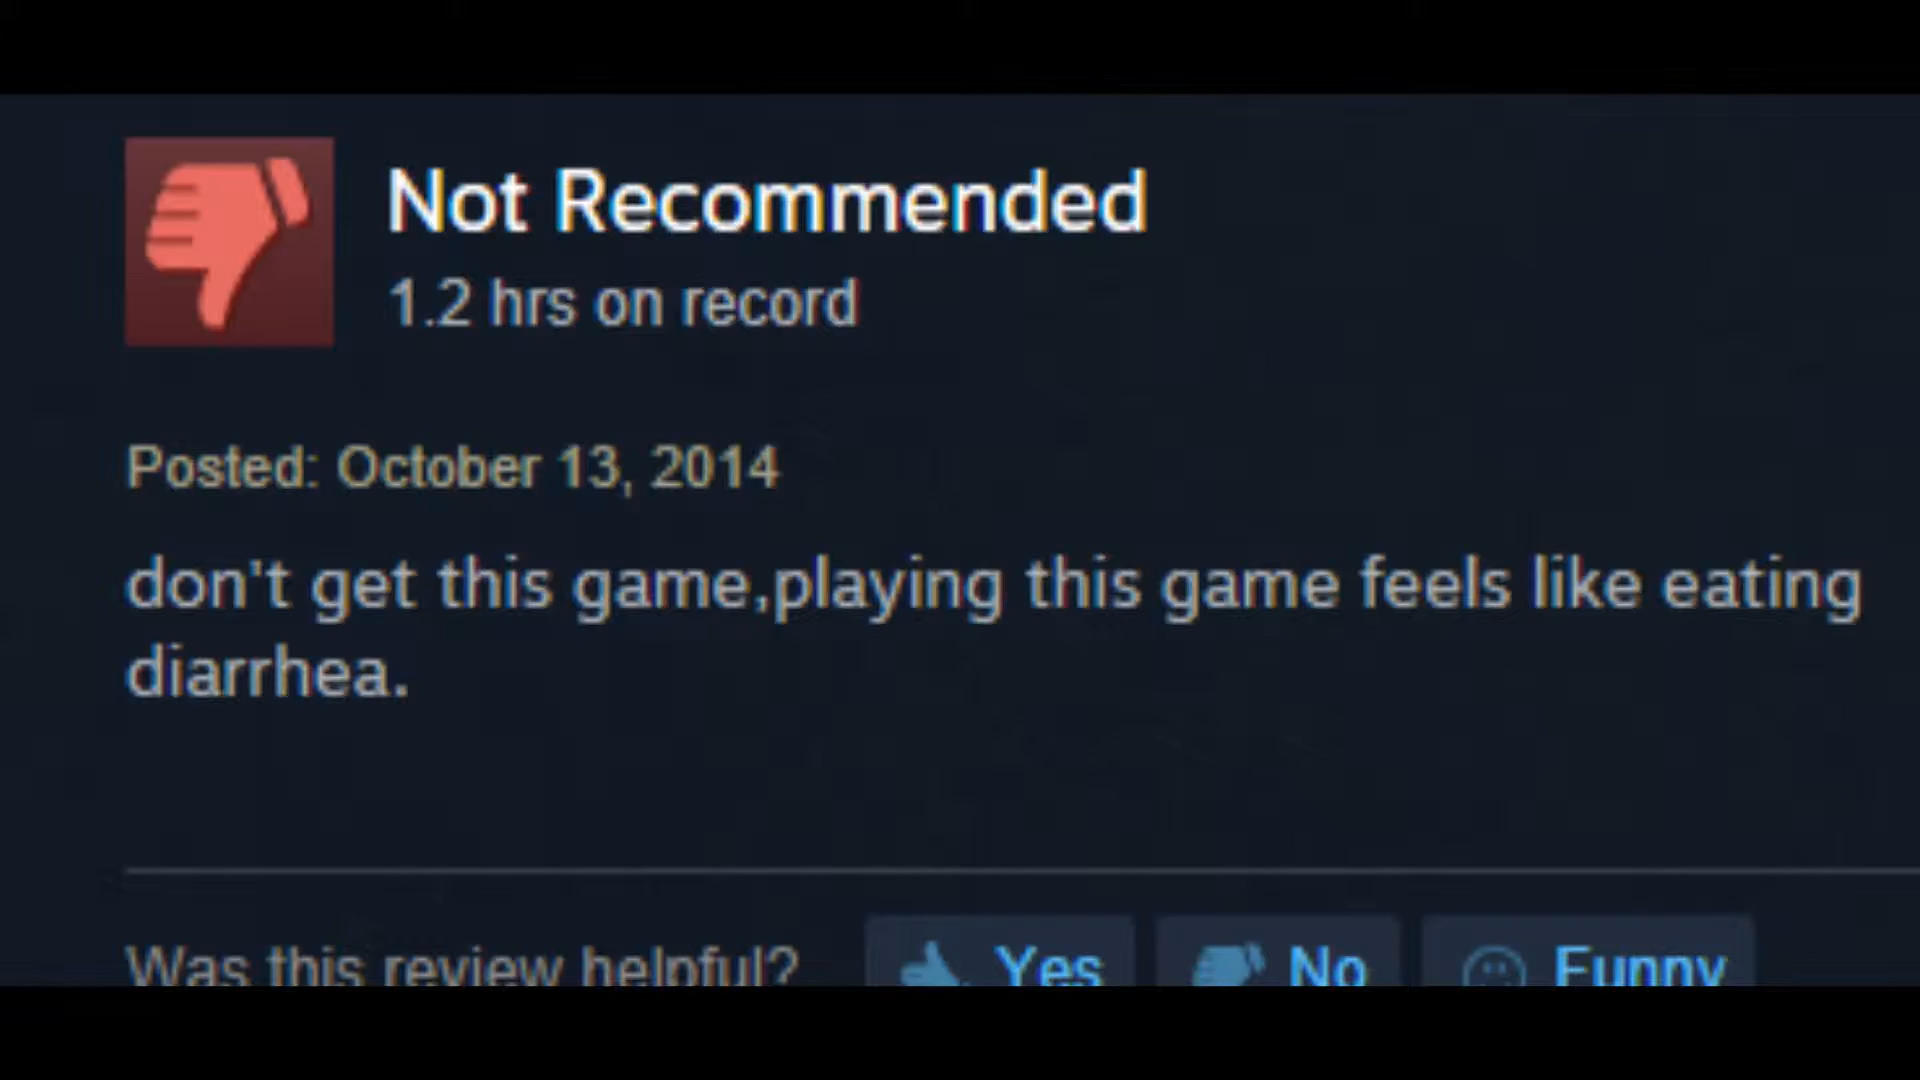 Not Recommended
1.2 hrs on record
Posted: October 13, 2014
don't get this game,playing this game feels like eating
diarrhea.
Was this review helpful? Yes No Funny